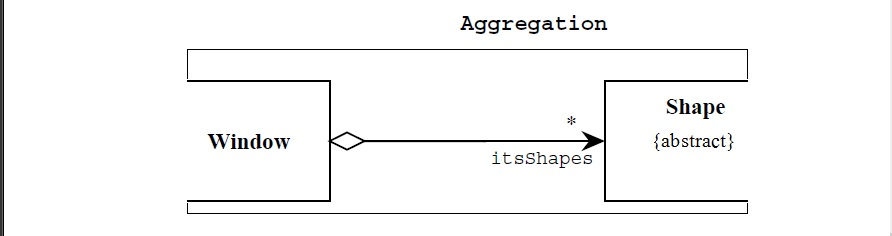 Aggregation
Shape
Window
*
{abstract}
itsShapes